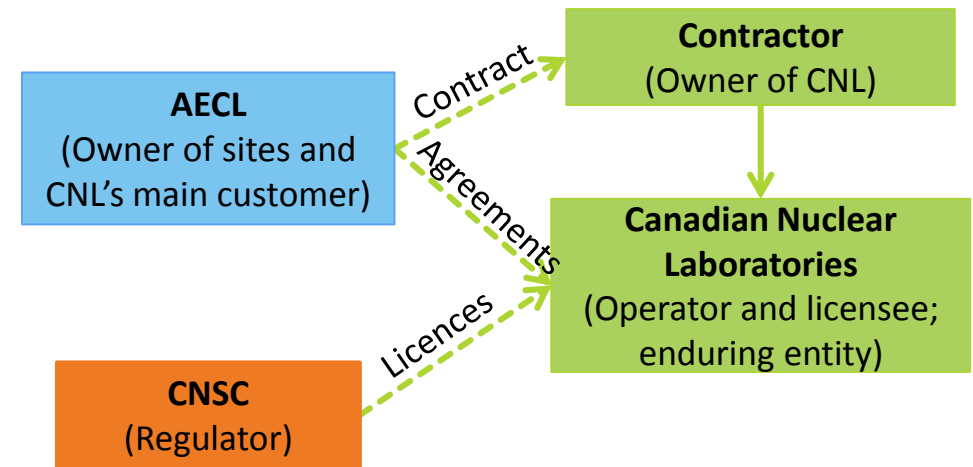 AECL
(Owner of sites and
CNL’s main customer)
Contract
Agreements
Contractor
(Owner of CNL)
Canadian Nuclear
Laboratories
(Operator and licensee;
enduring entity)
Licences
CNSC
(Regulator)